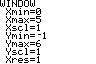 WINDOW
Xmin=0
Xmax=5
Xscl=1
Ymin=-1
Ymax=6
Yscl=1
Xres=1